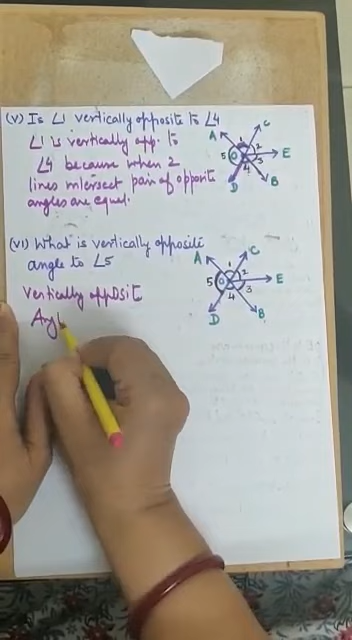 (v) Is ∠1 vertically opposite to ∠4
∠1 is vertically opp. to
∠4 because when 2
lines intersect pair of opposite
angles are equal.
A
C
1
2
5
O
3
E
4
D
B
(vi) What is vertically opposite
angle to ∠5
Vertically opposit
Angl
A
C
1
2
5
O
3
E
4
D
B